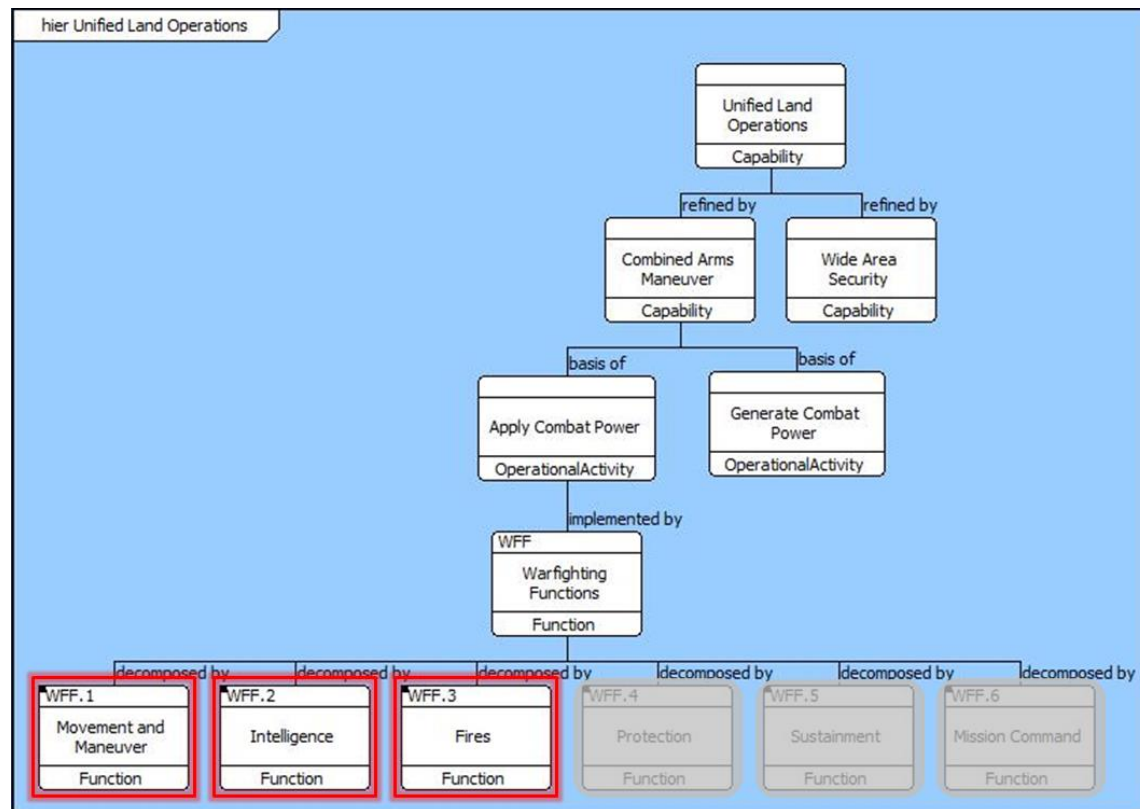 hier Unified Land Operations
Unified Land
Operations
Capability
refined by
refined by
Combined Arms
Maneuver
Capability
Wide Area
Security
Capability
basis of
basis of
Apply Combat Power
OperationalActivity
Generate Combat
Power
OperationalActivity
implemented by
WFF
Warfighting
Functions
Function
decomposed by
decomposed by
decomposed by
decomposed by
decomposed by
decomposed by
WFF.1
Movement and
Maneuver
Function
WFF.2
Intelligence
Function
WFF.3
Fires
Function
WFF.4
Protection
Function
WFF.5
Sustainment
Function
WFF.6
Mission Command
Function